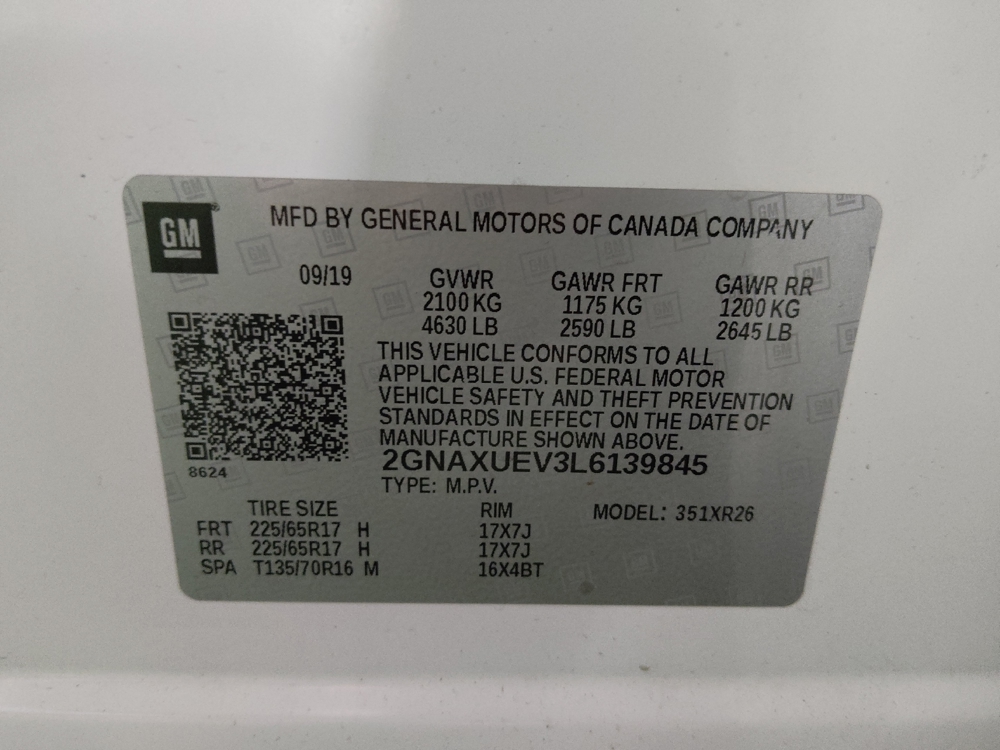 GM
MFD BY GENERAL MOTORS OF CANADA COMPANY
09/19 GVWR GAWR FRT GAWR RR
2100 KG 1175 KG 1200 KG
4630 LB 2590 LB 2645 LB
THIS VEHICLE CONFORMS TO ALL
APPLICABLE U.S. FEDERAL MOTOR
VEHICLE SAFETY AND THEFT PREVENTION
STANDARDS IN EFFECT ON THE DATE OF
MANUFACTURE SHOWN ABOVE.
2GNAXUEV3L6139845
8624
TYPE: M.P.V.
TIRE SIZE RIM MODEL: 351XR26
FRT 225/65R17 H 17X7J
RR 225/65R17 H 17X7J
SPA T135/70R16 M 16X4BT